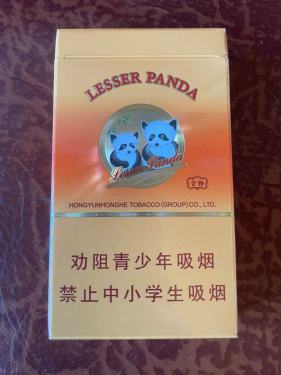 LESSER PANDA
Lesser Panda
HONGYUNHONGHE TOBACCO (GROUP) CO., LTD.
劝阻青少年吸烟
禁止中小学生吸烟